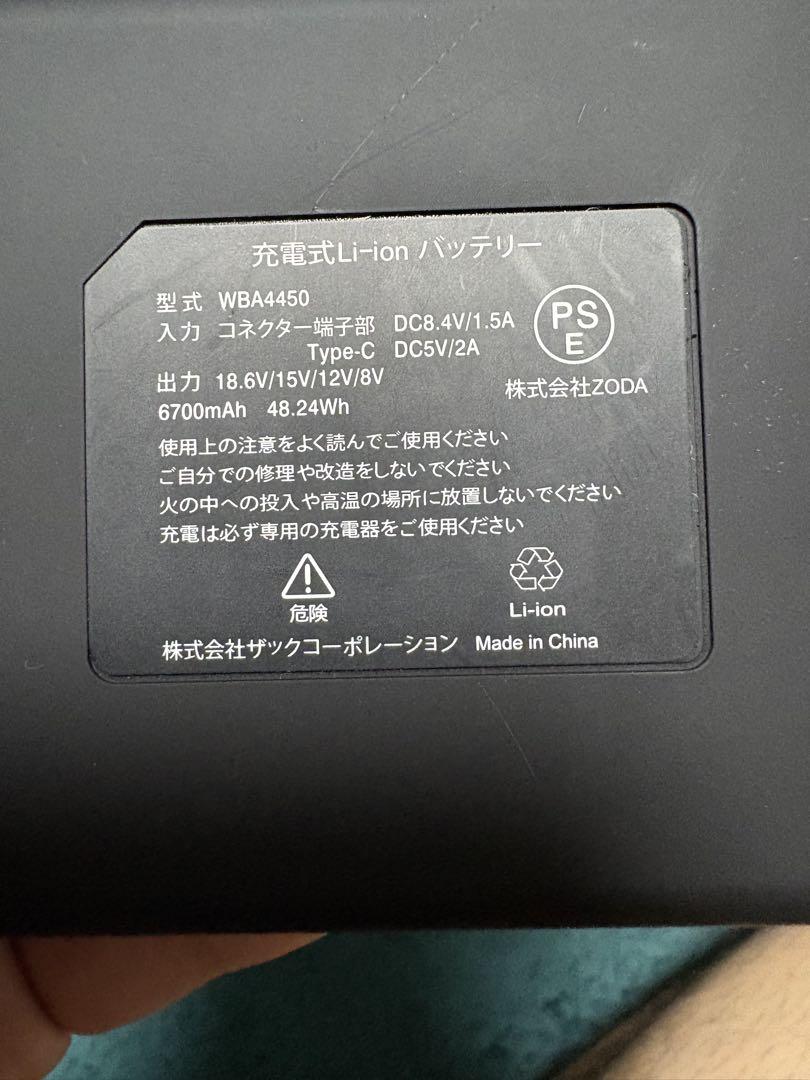 充電式Li-ion バッテリー
型式 WBA4450
入力 コネクター端子部 DC8.4V/1.5A
Type-C DC5V/2A
出力 18.6V/15V/12V/8V
6700mAh 48.24Wh
PS
E
株式会社ZODA
使用上の注意をよく読んでご使用ください
ご自分での修理や改造をしないでください
火の中への投入や高温の場所に放置しないでください
充電は必ず専用の充電器をご使用ください
危険
Li-ion
株式会社ザックコーポレーション Made in China